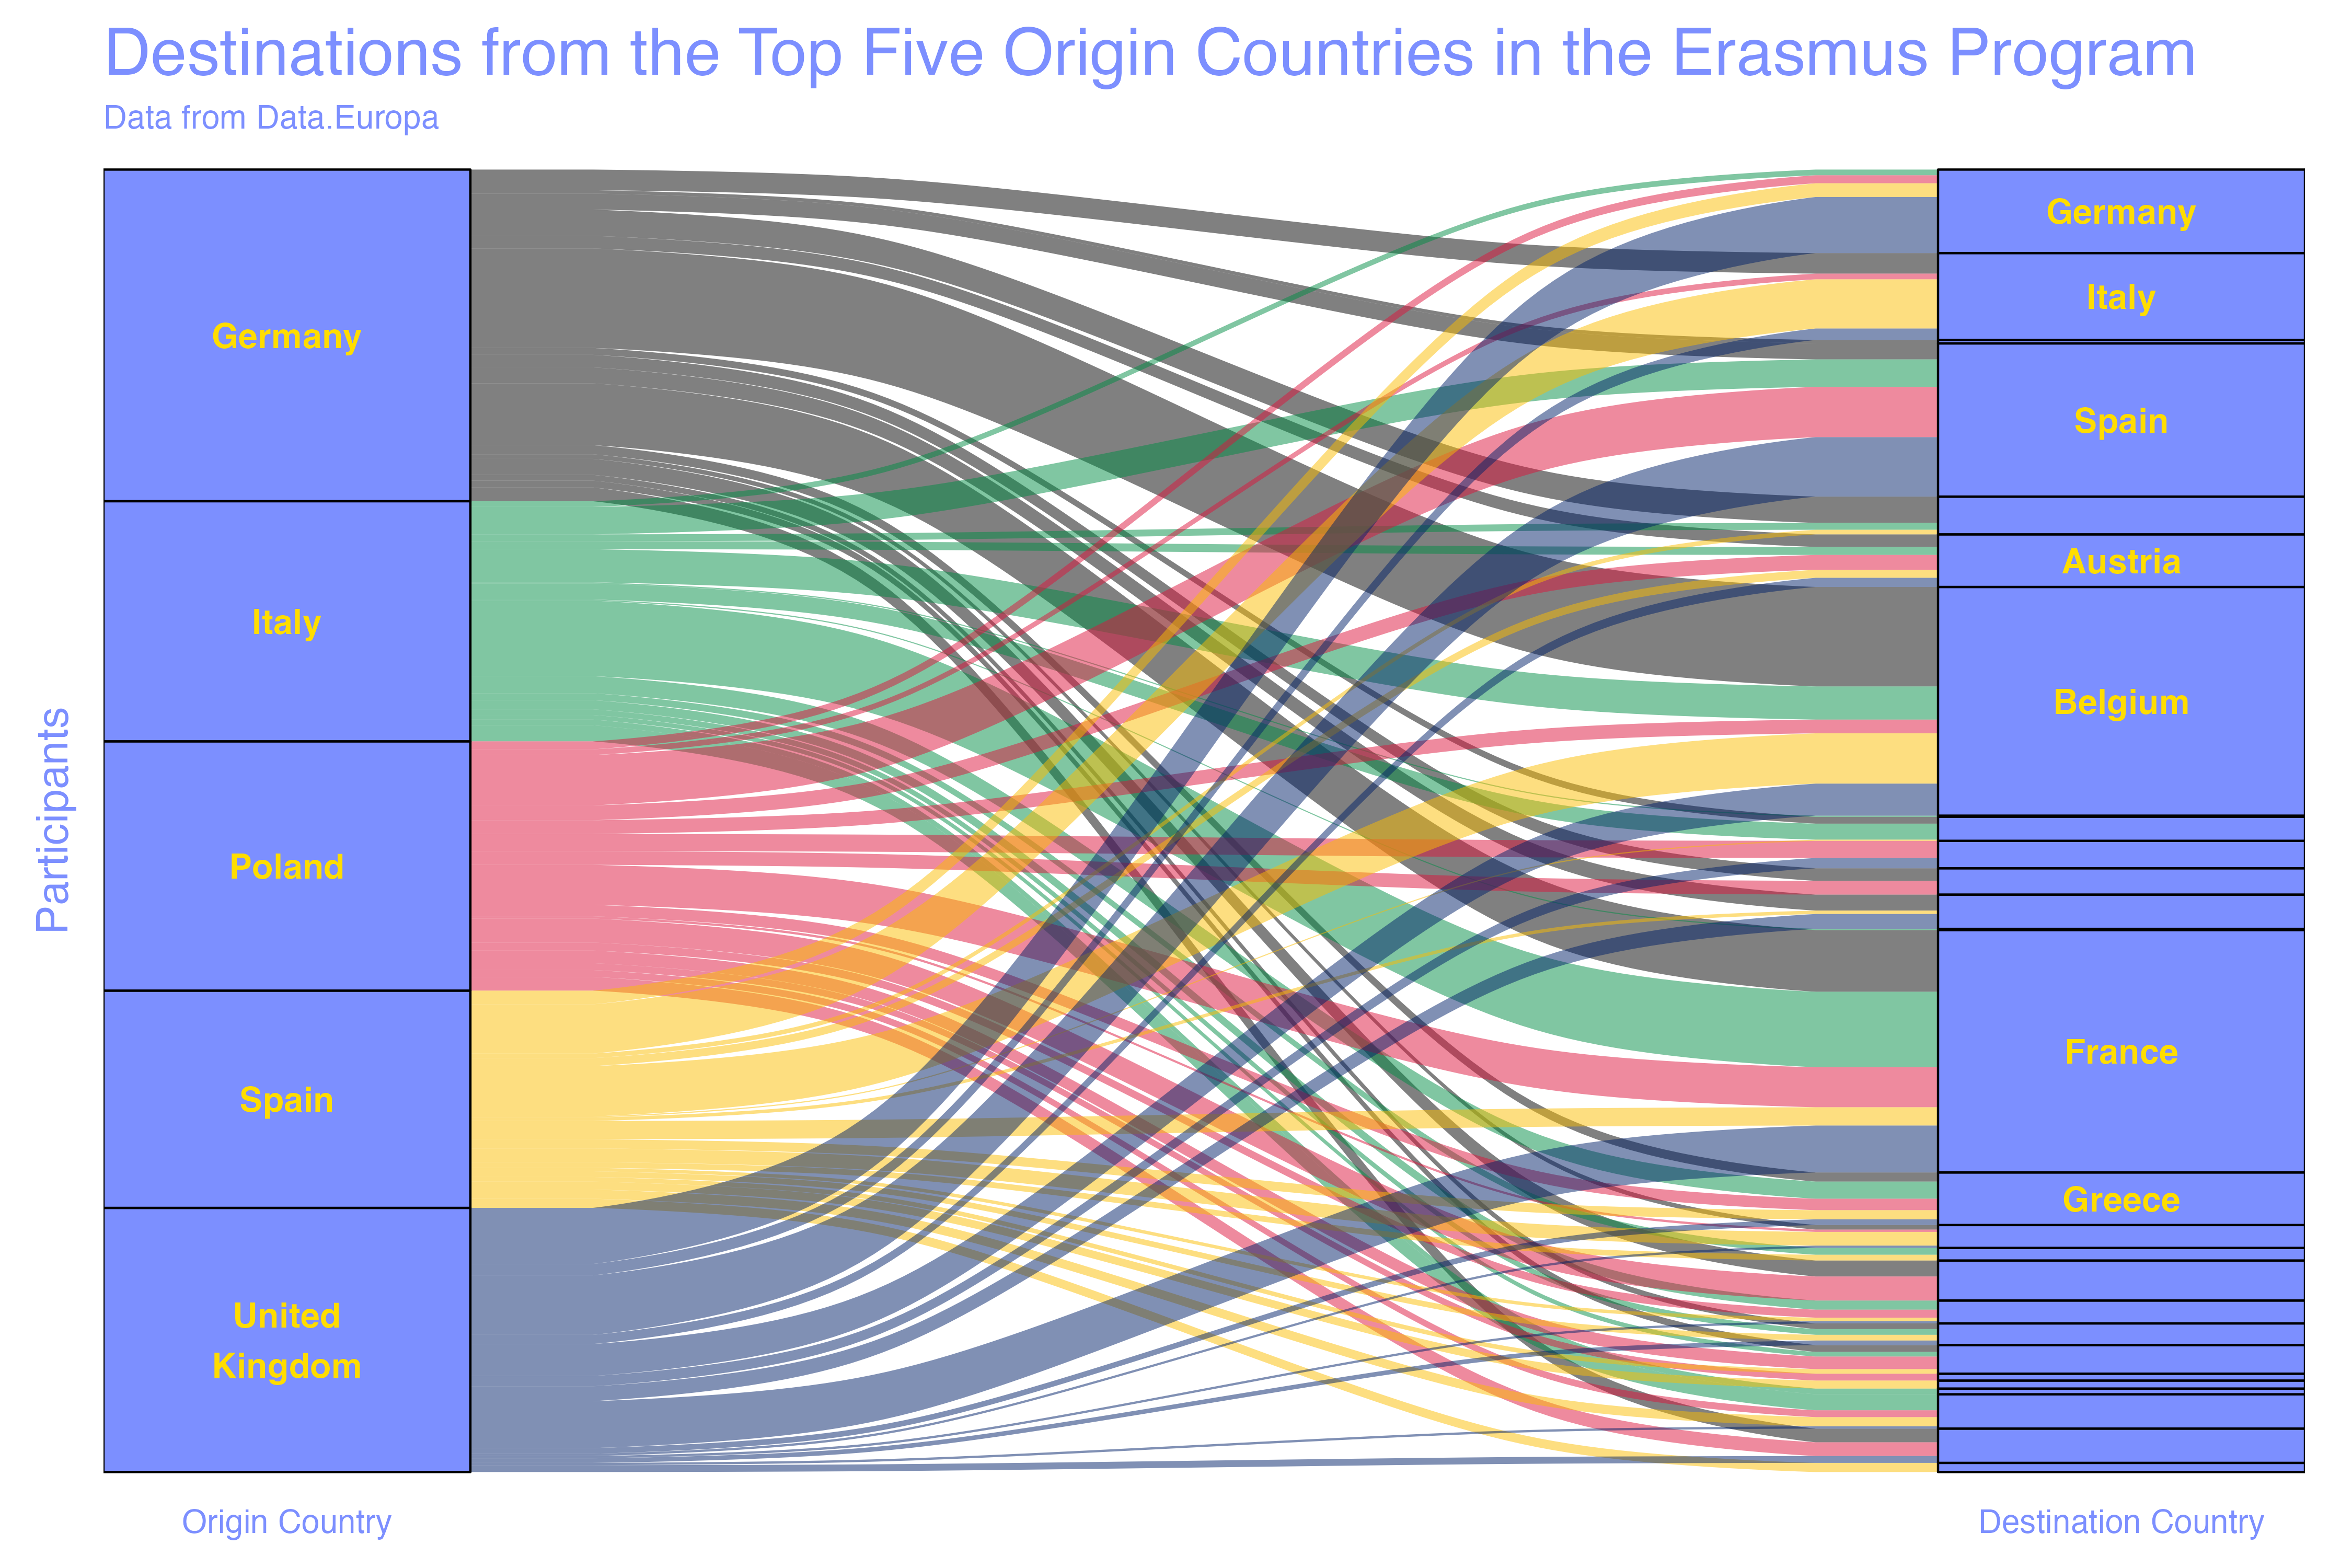 Destinations from the Top Five Origin Countries in the Erasmus Program
Data from Data.Europa
Participants
Germany
Italy
Poland
Spain
United
Kingdom
Germany
Italy
Spain
Austria
Belgium
France
Greece
Origin Country
Destination Country